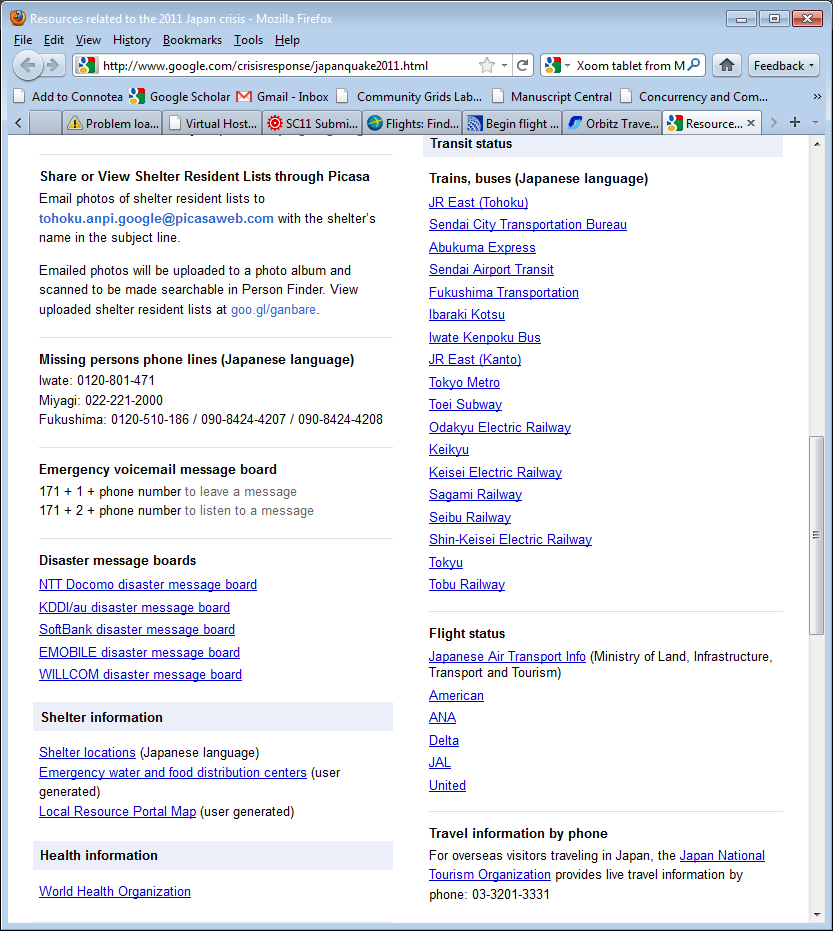 Resources related to the 2011 Japan crisis - Mozilla Firefox
File Edit View History Bookmarks Tools Help
http://www.google.com/crisisresponse/japanquake2011.html
Xoom tablet from M
Feedback
Add to Connotea
Google Scholar
Gmail - Inbox
Community Grids Lab...
Manuscript Central
Concurrency and Com...
»
Problem loa...
Virtual Host...
SC11 Submi...
Flights: Find...
Begin flight ...
Orbitz Trave...
Resource...
Share or View Shelter Resident Lists through Picasa
Email photos of shelter resident lists to
tohoku.anpi.google@picasaweb.com with the shelter's
name in the subject line.
Emailed photos will be uploaded to a photo album and
scanned to be made searchable in Person Finder. View
uploaded shelter resident lists at goo.gl/ganbare.
Missing persons phone lines (Japanese language)
Iwate: 0120-801-471
Miyagi: 022-221-2000
Fukushima: 0120-510-186 / 090-8424-4207 / 090-8424-4208
Emergency voicemail message board
171 + 1 + phone number to leave a message
171 + 2 + phone number to listen to a message
Disaster message boards
NTT Docomo disaster message board
KDDI/au disaster message board
SoftBank disaster message board
EMOBILE disaster message board
WILLCOM disaster message board
Shelter information
Shelter locations (Japanese language)
Emergency water and food distribution centers (user
generated)
Local Resource Portal Map (user generated)
Health information
World Health Organization
Transit status
Trains, buses (Japanese language)
JR East (Tohoku)
Sendai City Transportation Bureau
Abukuma Express
Sendai Airport Transit
Fukushima Transportation
Ibaraki Kotsu
Iwate Kenpoku Bus
JR East (Kanto)
Tokyo Metro
Toei Subway
Odakyu Electric Railway
Keikyu
Keisei Electric Railway
Sagami Railway
Seibu Railway
Shin-Keisei Electric Railway
Tokyu
Tobu Railway
Flight status
Japanese Air Transport Info (Ministry of Land, Infrastructure,
Transport and Tourism)
American
ANA
Delta
JAL
United
Travel information by phone
For overseas visitors traveling in Japan, the Japan National
Tourism Organization provides live travel information by
phone: 03-3201-3331